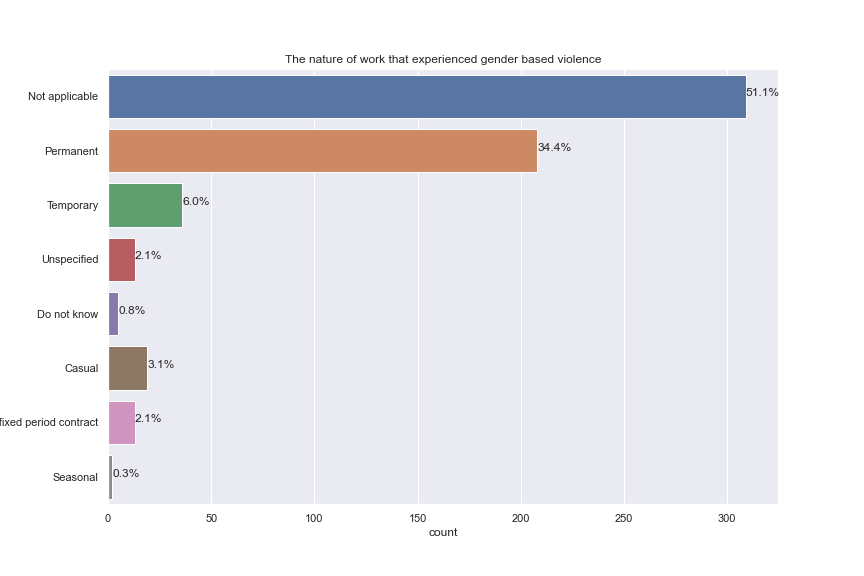 The nature of work that experienced gender based violence
Not applicable 51.1%
Permanent 34.4%
Temporary 6.0%
Unspecified 2.1%
Do not know 0.8%
Casual 3.1%
fixed period contract 2.1%
Seasonal 0.3%
0 50 100 150 200 250 300
count